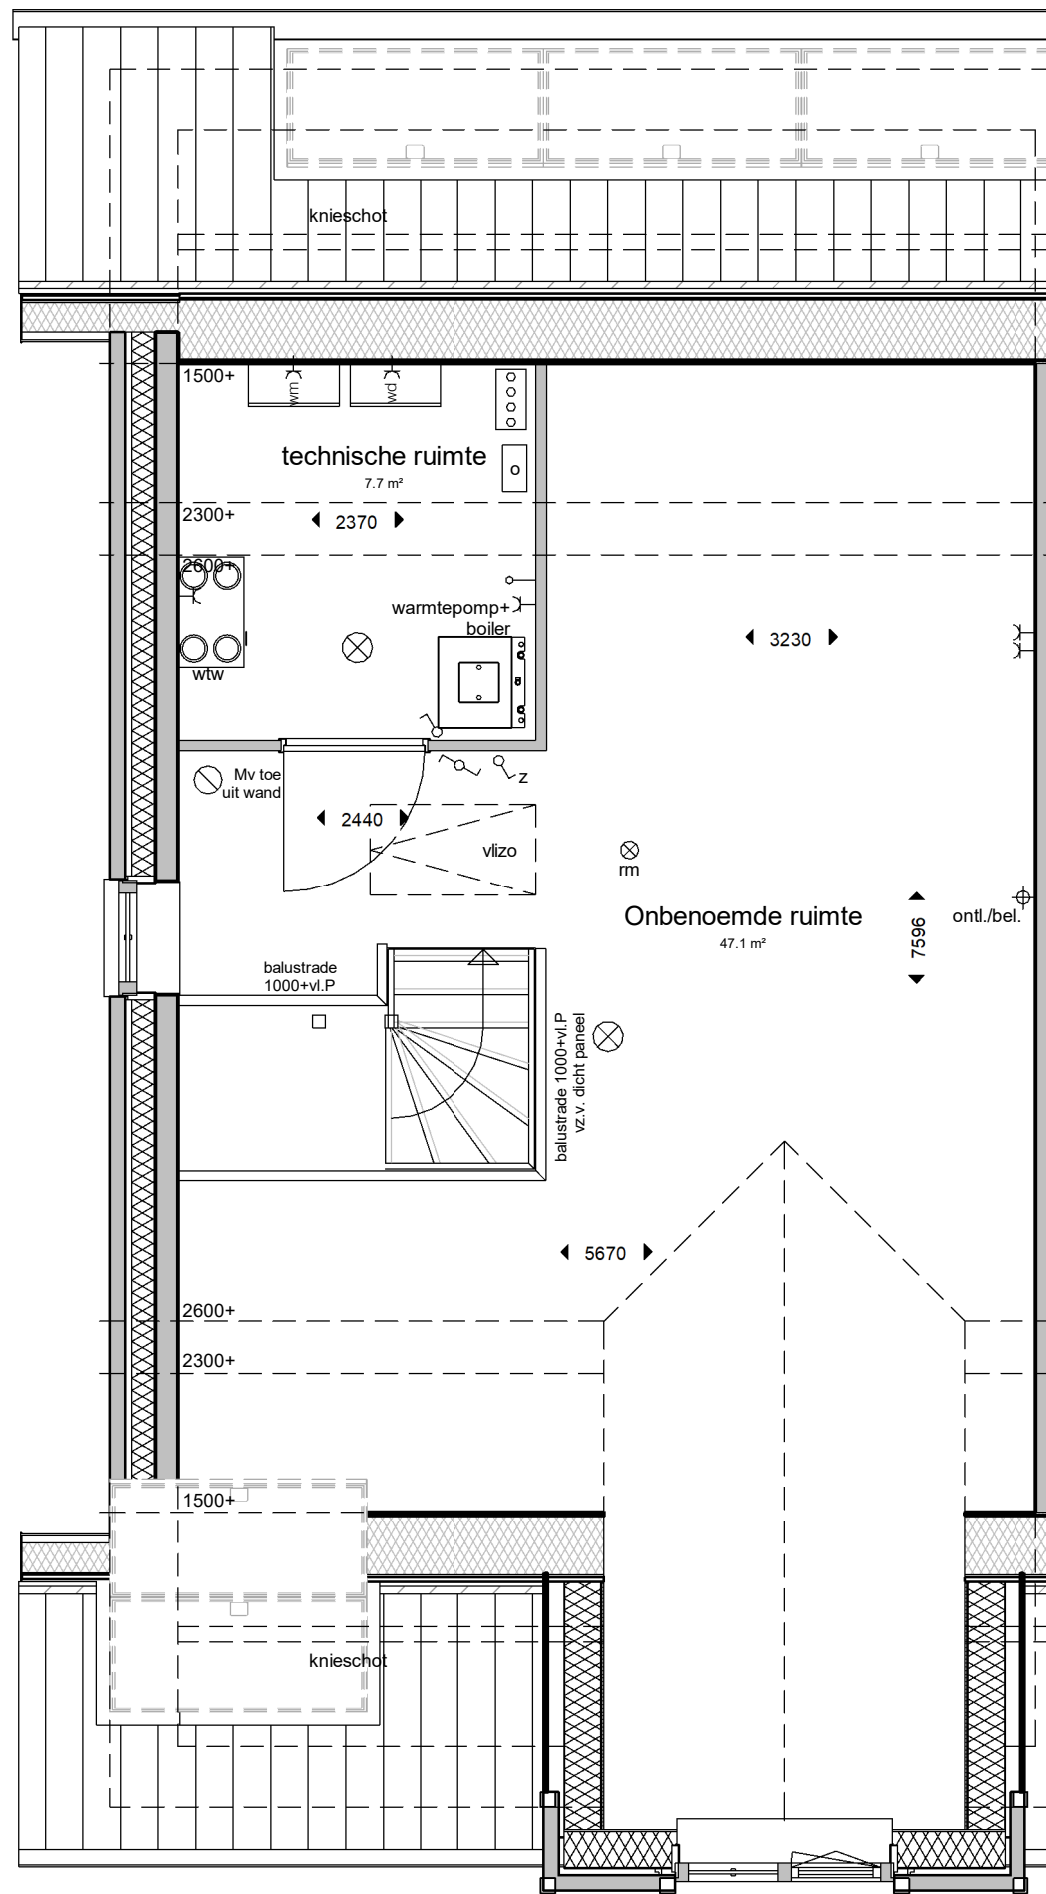 knieschot
1500+
wm
wd
technische ruimte
7.7 m²
2300+
2370
2600+
warmtepomp+
boiler
3230
wtw
Mv toe
uit wand
z
2440
vlizo
rm
Onbenoemde ruimte
47.1 m²
7596
ontl./bel.
balustrade
1000+vl.P
balustrade 1000+vl.P
vz.v. dicht paneel
5670
2600+
2300+
1500+
knieschot